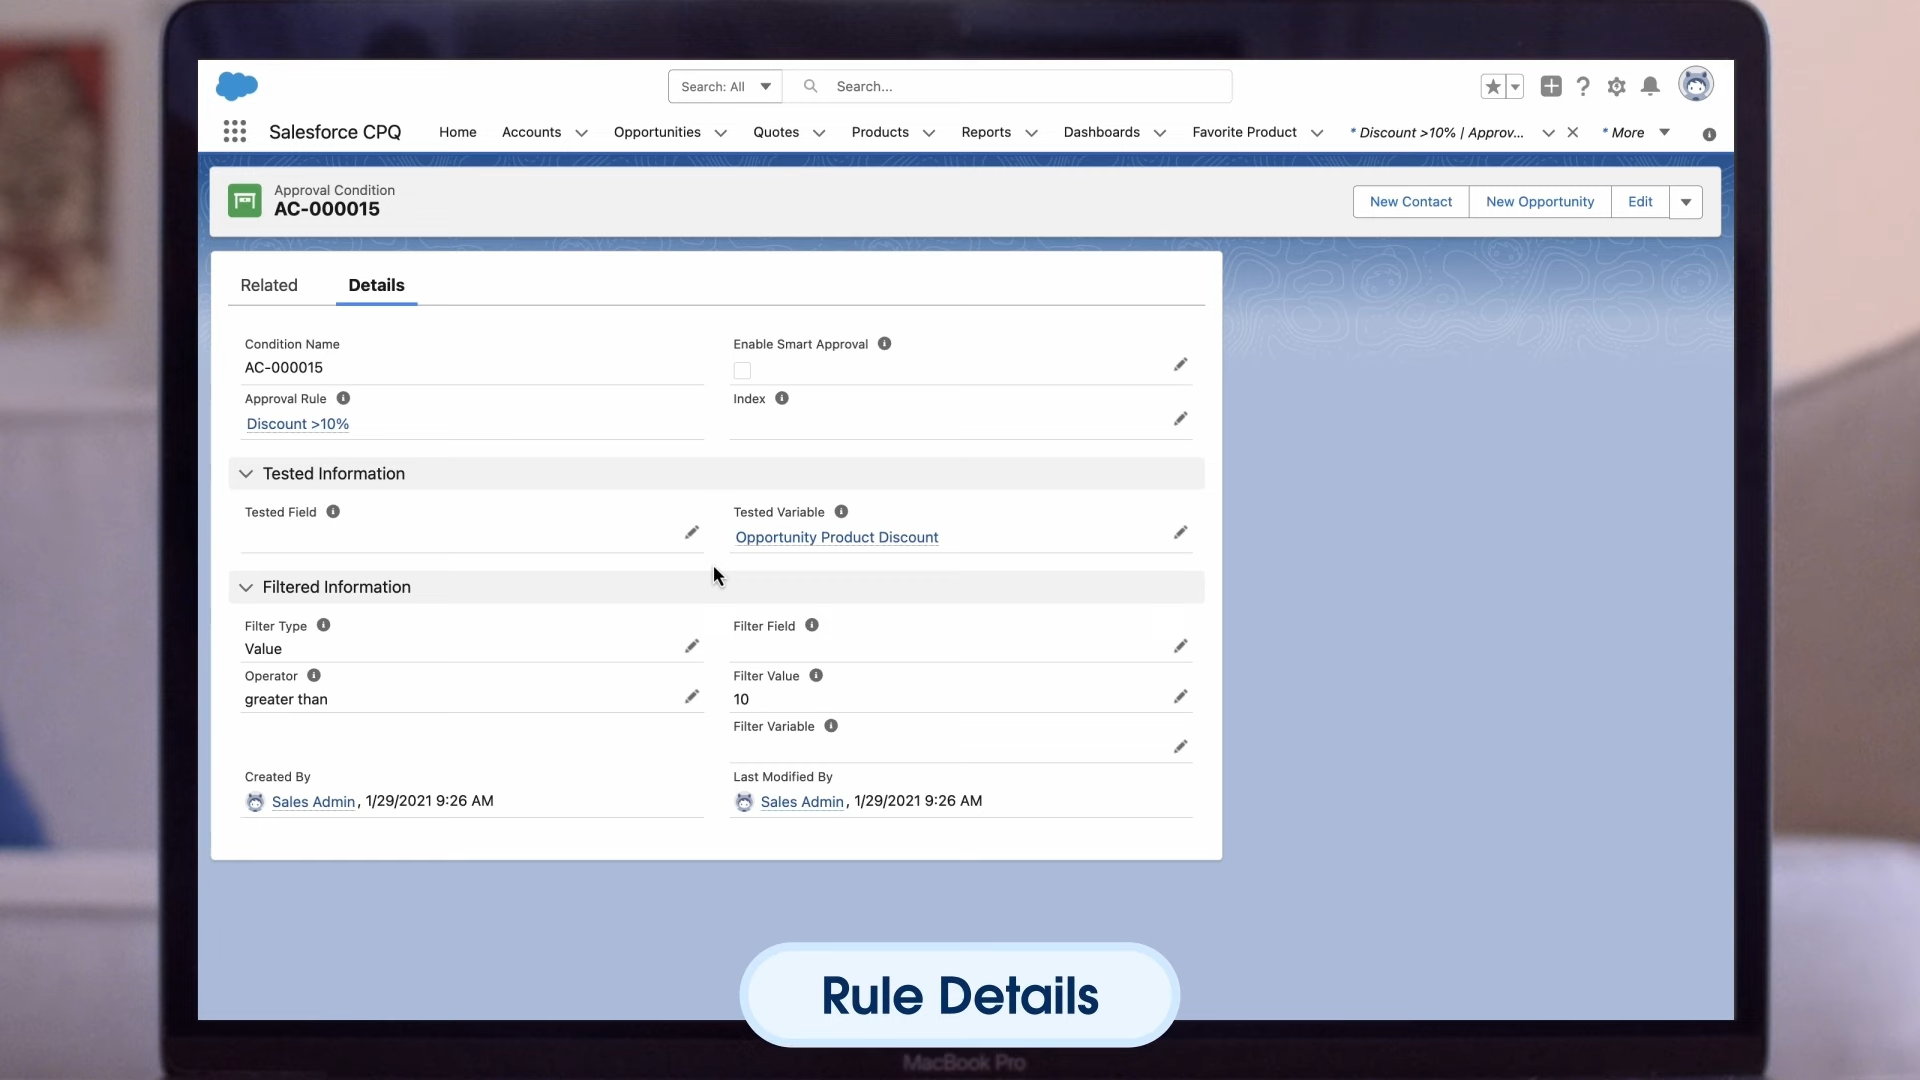 Search: All
Search...
Salesforce CPQ
Home
Accounts
Opportunities
Quotes
Products
Reports
Dashboards
Favorite Product
* Discount >10% | Approv...
* More
Approval Condition
AC-000015
New Contact
New Opportunity
Edit
Related
Details
Condition Name
AC-000015
Enable Smart Approval
Approval Rule
Discount >10%
Index
Tested Information
Tested Field
Tested Variable
Opportunity Product Discount
Filtered Information
Filter Type
Value
Filter Field
Operator
greater than
Filter Value
10
Filter Variable
Created By
Sales Admin, 1/29/2021 9:26 AM
Last Modified By
Sales Admin, 1/29/2021 9:26 AM
Rule Details
MacBook Pro